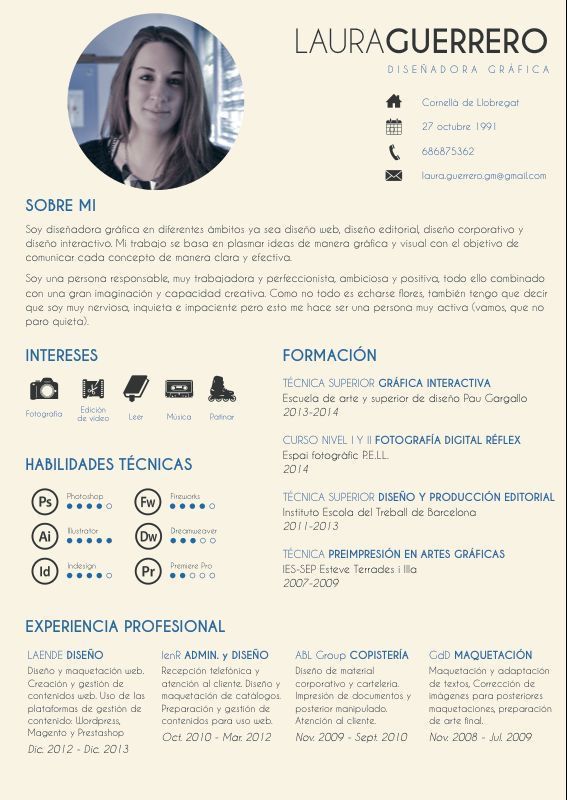 LAURAGUERRERO
DISEÑADORA GRÁFICA
Cornellà de Llobregat
27 octubre 1991
686875362
laura.guerrero.gm@gmail.com
SOBRE MI
Soy diseñadora gráfica en diferentes ámbitos ya sea diseño web, diseño editorial, diseño corporativo y
diseño interactivo. Mi trabajo se basa en plasmar ideas de manera gráfica y visual con el objetivo de
comunicar cada concepto de manera clara y efectiva.
Soy una persona responsable, muy trabajadora y perfeccionista, ambiciosa y positiva, todo ello combinado
con una gran imaginación y capacidad creativa. Como no todo es echarse flores, también tengo que decir
que soy muy nerviosa, inquieta e impaciente pero esto me hace ser una persona muy activa (vamos, que no
paro quieta).
INTERESES
Fotografía
Edición
de video
Leer
Música
Patinar
HABILIDADES TÉCNICAS
Ps Photoshop
Fw Fireworks
Ai Illustrator
Dw Dreamweaver
Id Indesign
Pr Premiere Pro
FORMACIÓN
TÉCNICA SUPERIOR GRÁFICA INTERACTIVA
Escuela de arte y superior de diseño Pau Gargallo
2013-2014
CURSO NIVEL I Y II FOTOGRAFÍA DIGITAL RÉFLEX
Espai fotogràfic P.E.L.L.
2014
TÉCNICA SUPERIOR DISEÑO Y PRODUCCIÓN EDITORIAL
Instituto Escola del Treball de Barcelona
2011-2013
TÉCNICA PREIMPRESIÓN EN ARTES GRÁFICAS
IES-SEP Esteve Terrades i Illa
2007-2009
EXPERIENCIA PROFESIONAL
LAENDE DISEÑO
Diseño y maquetación web.
Creación y gestión de
contenidos web. Uso de las
plataformas de gestión de
contenido: Wordpress,
Magento y Prestashop
Dic. 2012 - Dic. 2013
IenR ADMIN. y DISEÑO
Recepción telefónica y
atención al cliente. Diseño y
maquetación de catálogos.
Preparación y gestión de
contenidos para uso web.
Oct. 2010 - Mar. 2012
ABL Group COPISTERÍA
Diseño de material
corporativo y cartelería.
Impresión de documentos y
posterior manipulado.
Atención al cliente.
Nov. 2009 - Sept. 2010
GdD MAQUETACIÓN
Maquetación y adaptación
de textos, Corrección de
imágenes para posteriores
maquetaciones, preparación
de arte final.
Nov. 2008 - Jul. 2009